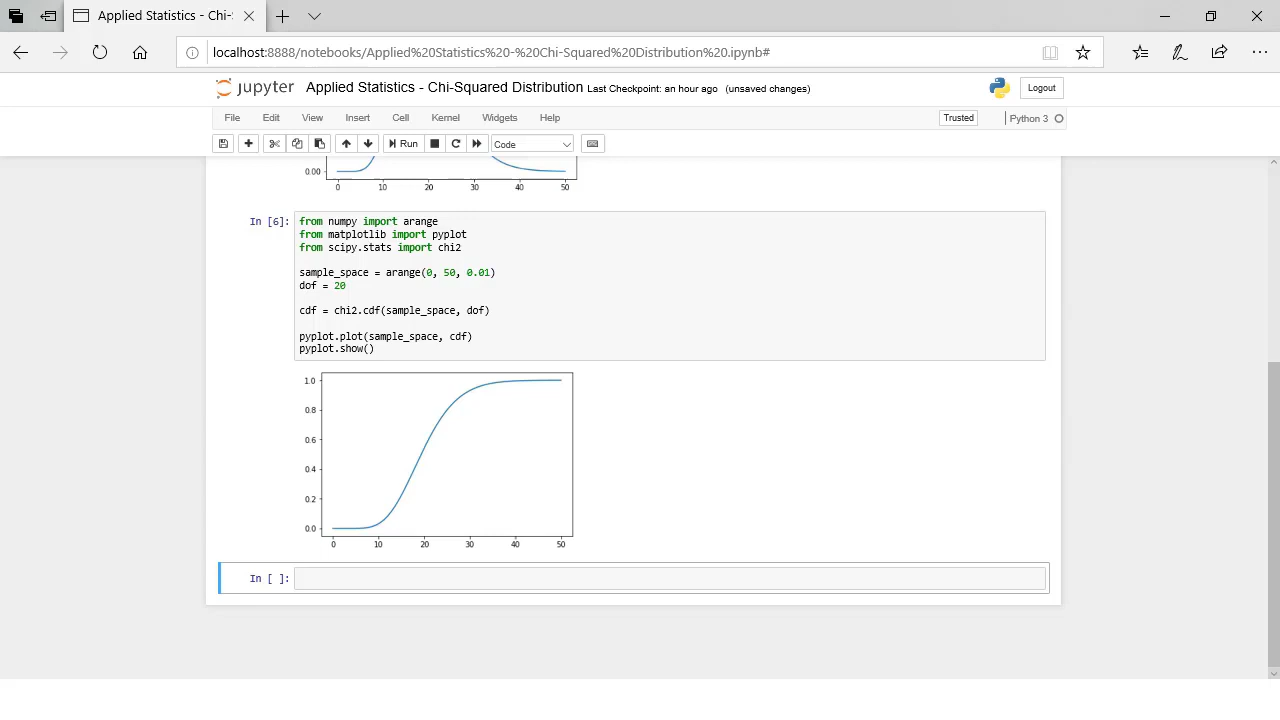 Applied Statistics - Chi-S
localhost:8888/notebooks/Applied%20Statistics%20-%20Chi-Squared%20Distribution%20.ipynb#
jupyter Applied Statistics - Chi-Squared Distribution Last Checkpoint: an hour ago (unsaved changes) Logout
File Edit View Insert Cell Kernel Widgets Help Trusted Python 3
Run Code
0.00
0 10 20 30 40 50
In [6]: from numpy import arange
from matplotlib import pyplot
from scipy.stats import chi2
sample_space = arange(0, 50, 0.01)
dof = 20
cdf = chi2.cdf(sample_space, dof)
pyplot.plot(sample_space, cdf)
pyplot.show()
1.0
0.8
0.6
0.4
0.2
0.0
0 10 20 30 40 50
In [ ]: